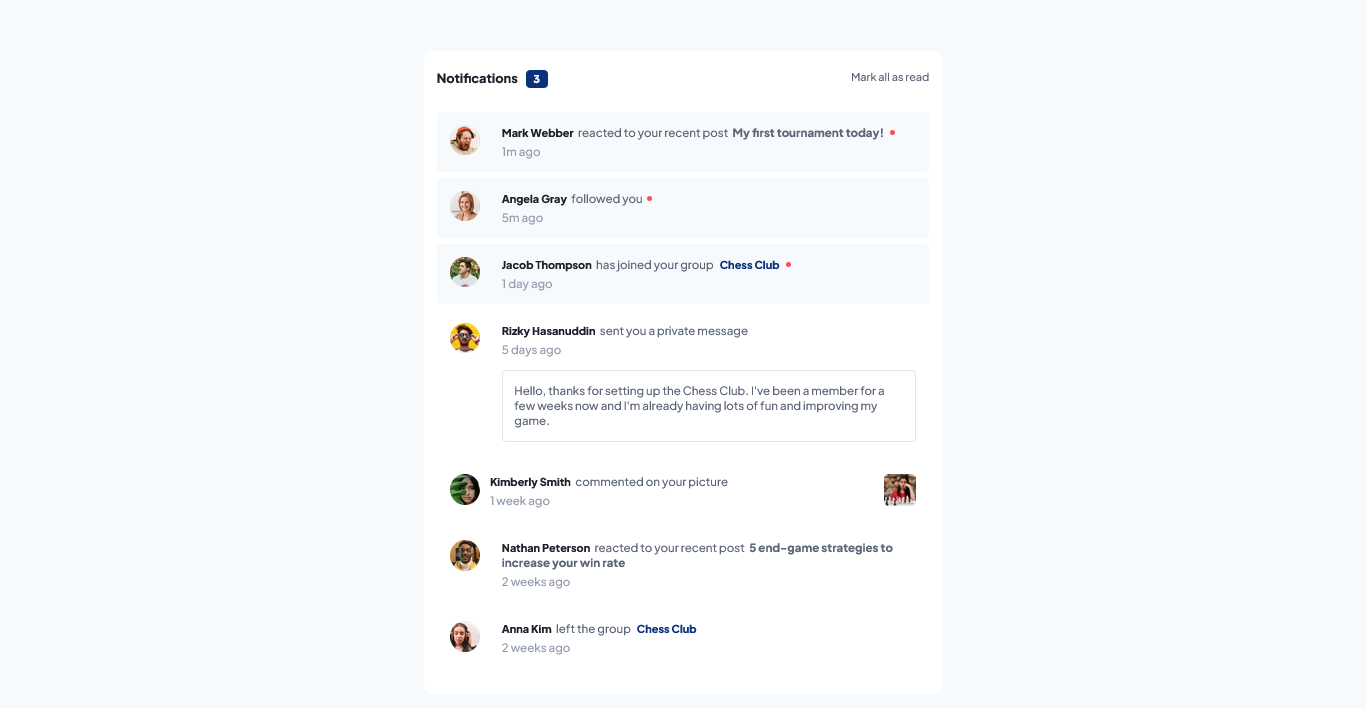 Notifications 3 Mark all as read
Mark Webber reacted to your recent post My first tournament today!
1m ago
Angela Gray followed you
5m ago
Jacob Thompson has joined your group Chess Club
1 day ago
Rizky Hasanuddin sent you a private message
5 days ago
Hello, thanks for setting up the Chess Club. I've been a member for a
few weeks now and I'm already having lots of fun and improving my
game.
Kimberly Smith commented on your picture
1 week ago
Nathan Peterson reacted to your recent post 5 end-game strategies to
increase your win rate
2 weeks ago
Anna Kim left the group Chess Club
2 weeks ago